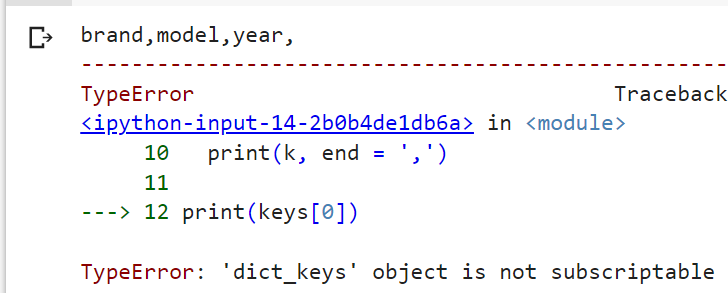 brand,model,year,
---------------------------------------------------------------------------
TypeError Traceback
<ipython-input-14-2b0b4de1db6a> in <module>
10 print(k, end = ',')
11
---> 12 print(keys[0])
TypeError: 'dict_keys' object is not subscriptable